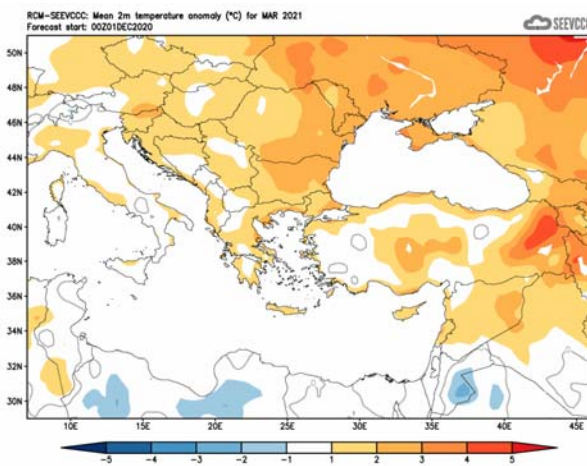 RCM-SEEVCCC: Mean 2m temperature anomaly (°C) for MAR 2021
Forecast start: 00Z01DEC2020
SEEVCCC
50N
48N
46N
44N
42N
40N
38N
36N
34N
32N
30N
10E 15E 20E 25E 30E 35E 40E 45E
-5 -4 -3 -2 -1 1 2 3 4 5